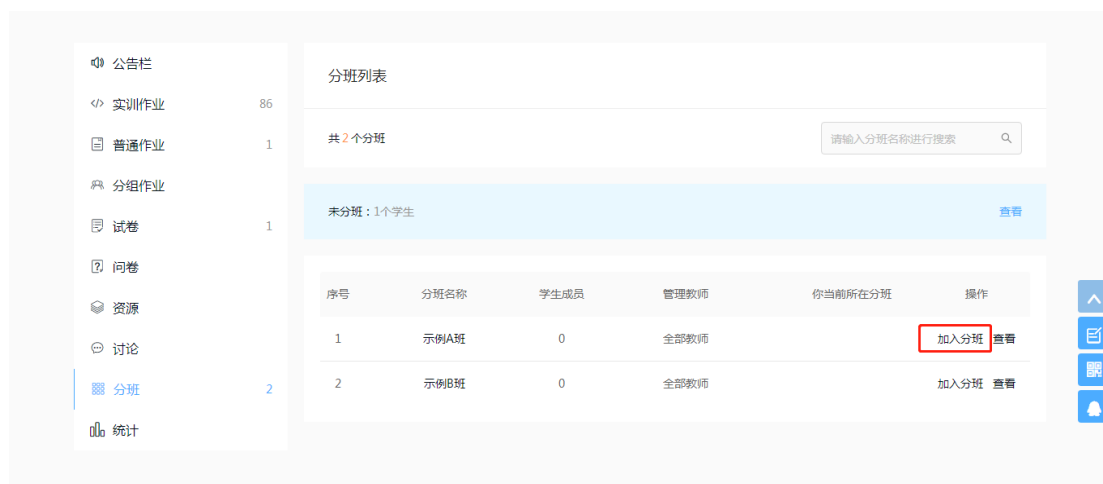 公告栏
实训作业 86
普通作业 1
分组作业
试卷 1
问卷
资源
讨论
分班 2
统计
分班列表
共2个分班
请输入分班名称进行搜索
未分班：1个学生 查看
序号 分班名称 学生成员 管理教师 你当前所在分班 操作
1 示例A班 0 全部教师 加入分班 查看
2 示例B班 0 全部教师 加入分班 查看